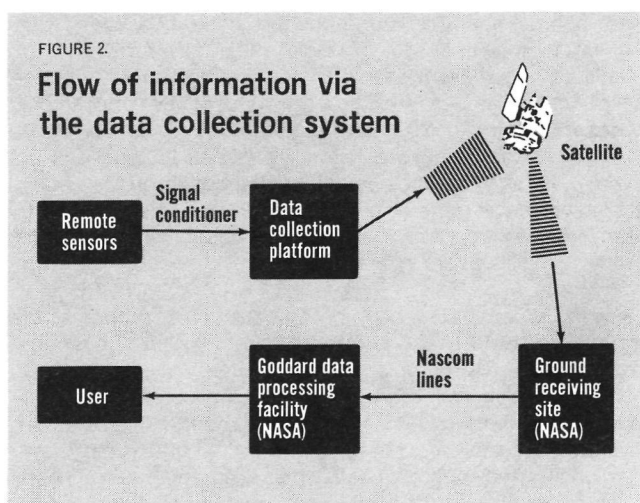 FIGURE 2.
Flow of information via
the data collection system
Satellite
Remote
sensors
Signal
conditioner
Data
collection
platform
User
Goddard data
processing
facility
(NASA)
Nascom
lines
Ground
receiving
site
(NASA)